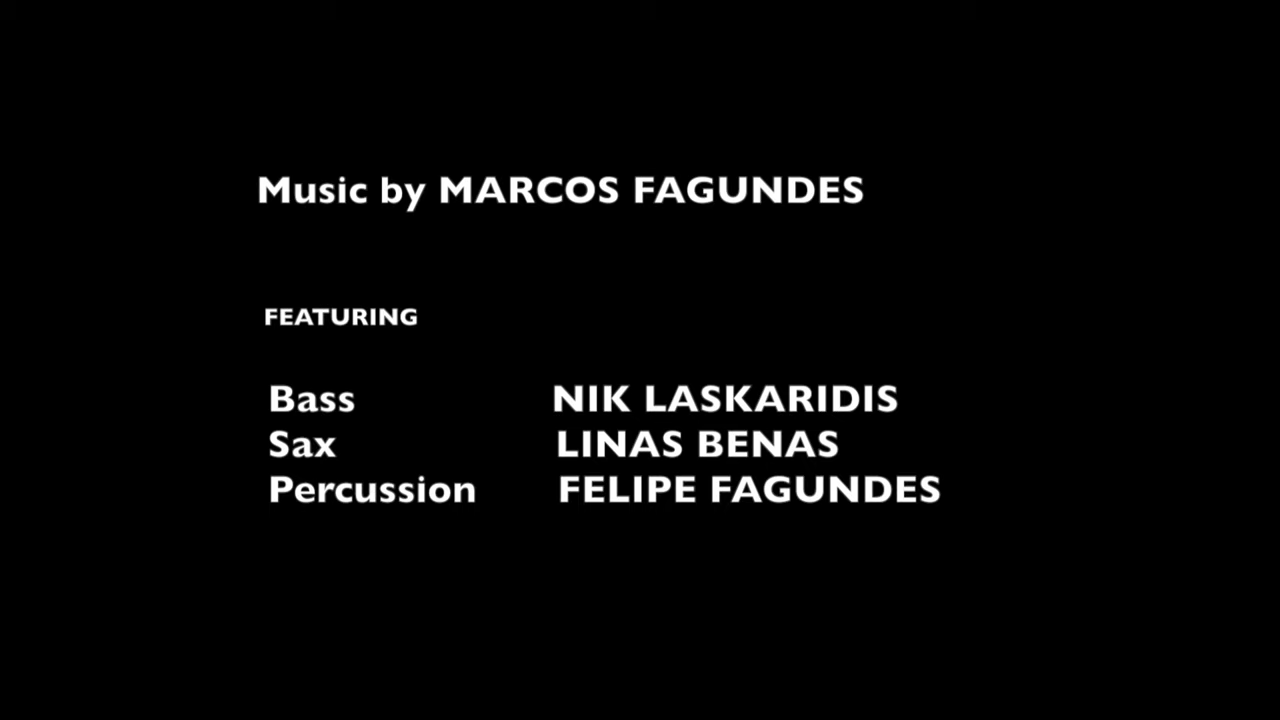 Music by MARCOS FAGUNDES
FEATURING
Bass NIK LASKARIDIS
Sax LINAS BENAS
Percussion FELIPE FAGUNDES